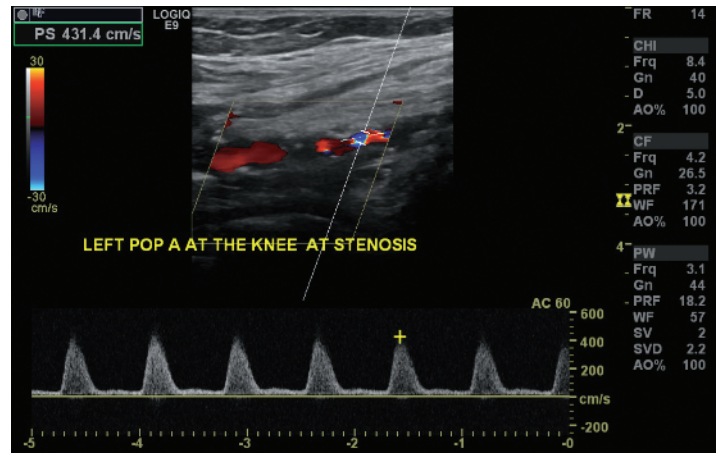 LOGIQ
E9
PS 431.4 cm/s
30
-30
cm/s
FR 14
CHI
Frq 8.4
Gn 40
D 5.0
AO% 100
2
CF
Frq 4.2
Gn 26.5
PRF 3.2
WF 171
AO% 100
LEFT POP A AT THE KNEE AT STENOSIS
4
PW
Frq 3.1
Gn 44
PRF 18.2
WF 57
SV 2
SVD 2.2
AO% 100
AC 60
600
400
200
cm/s
-200
-5 -4 -3 -2 -1 -0